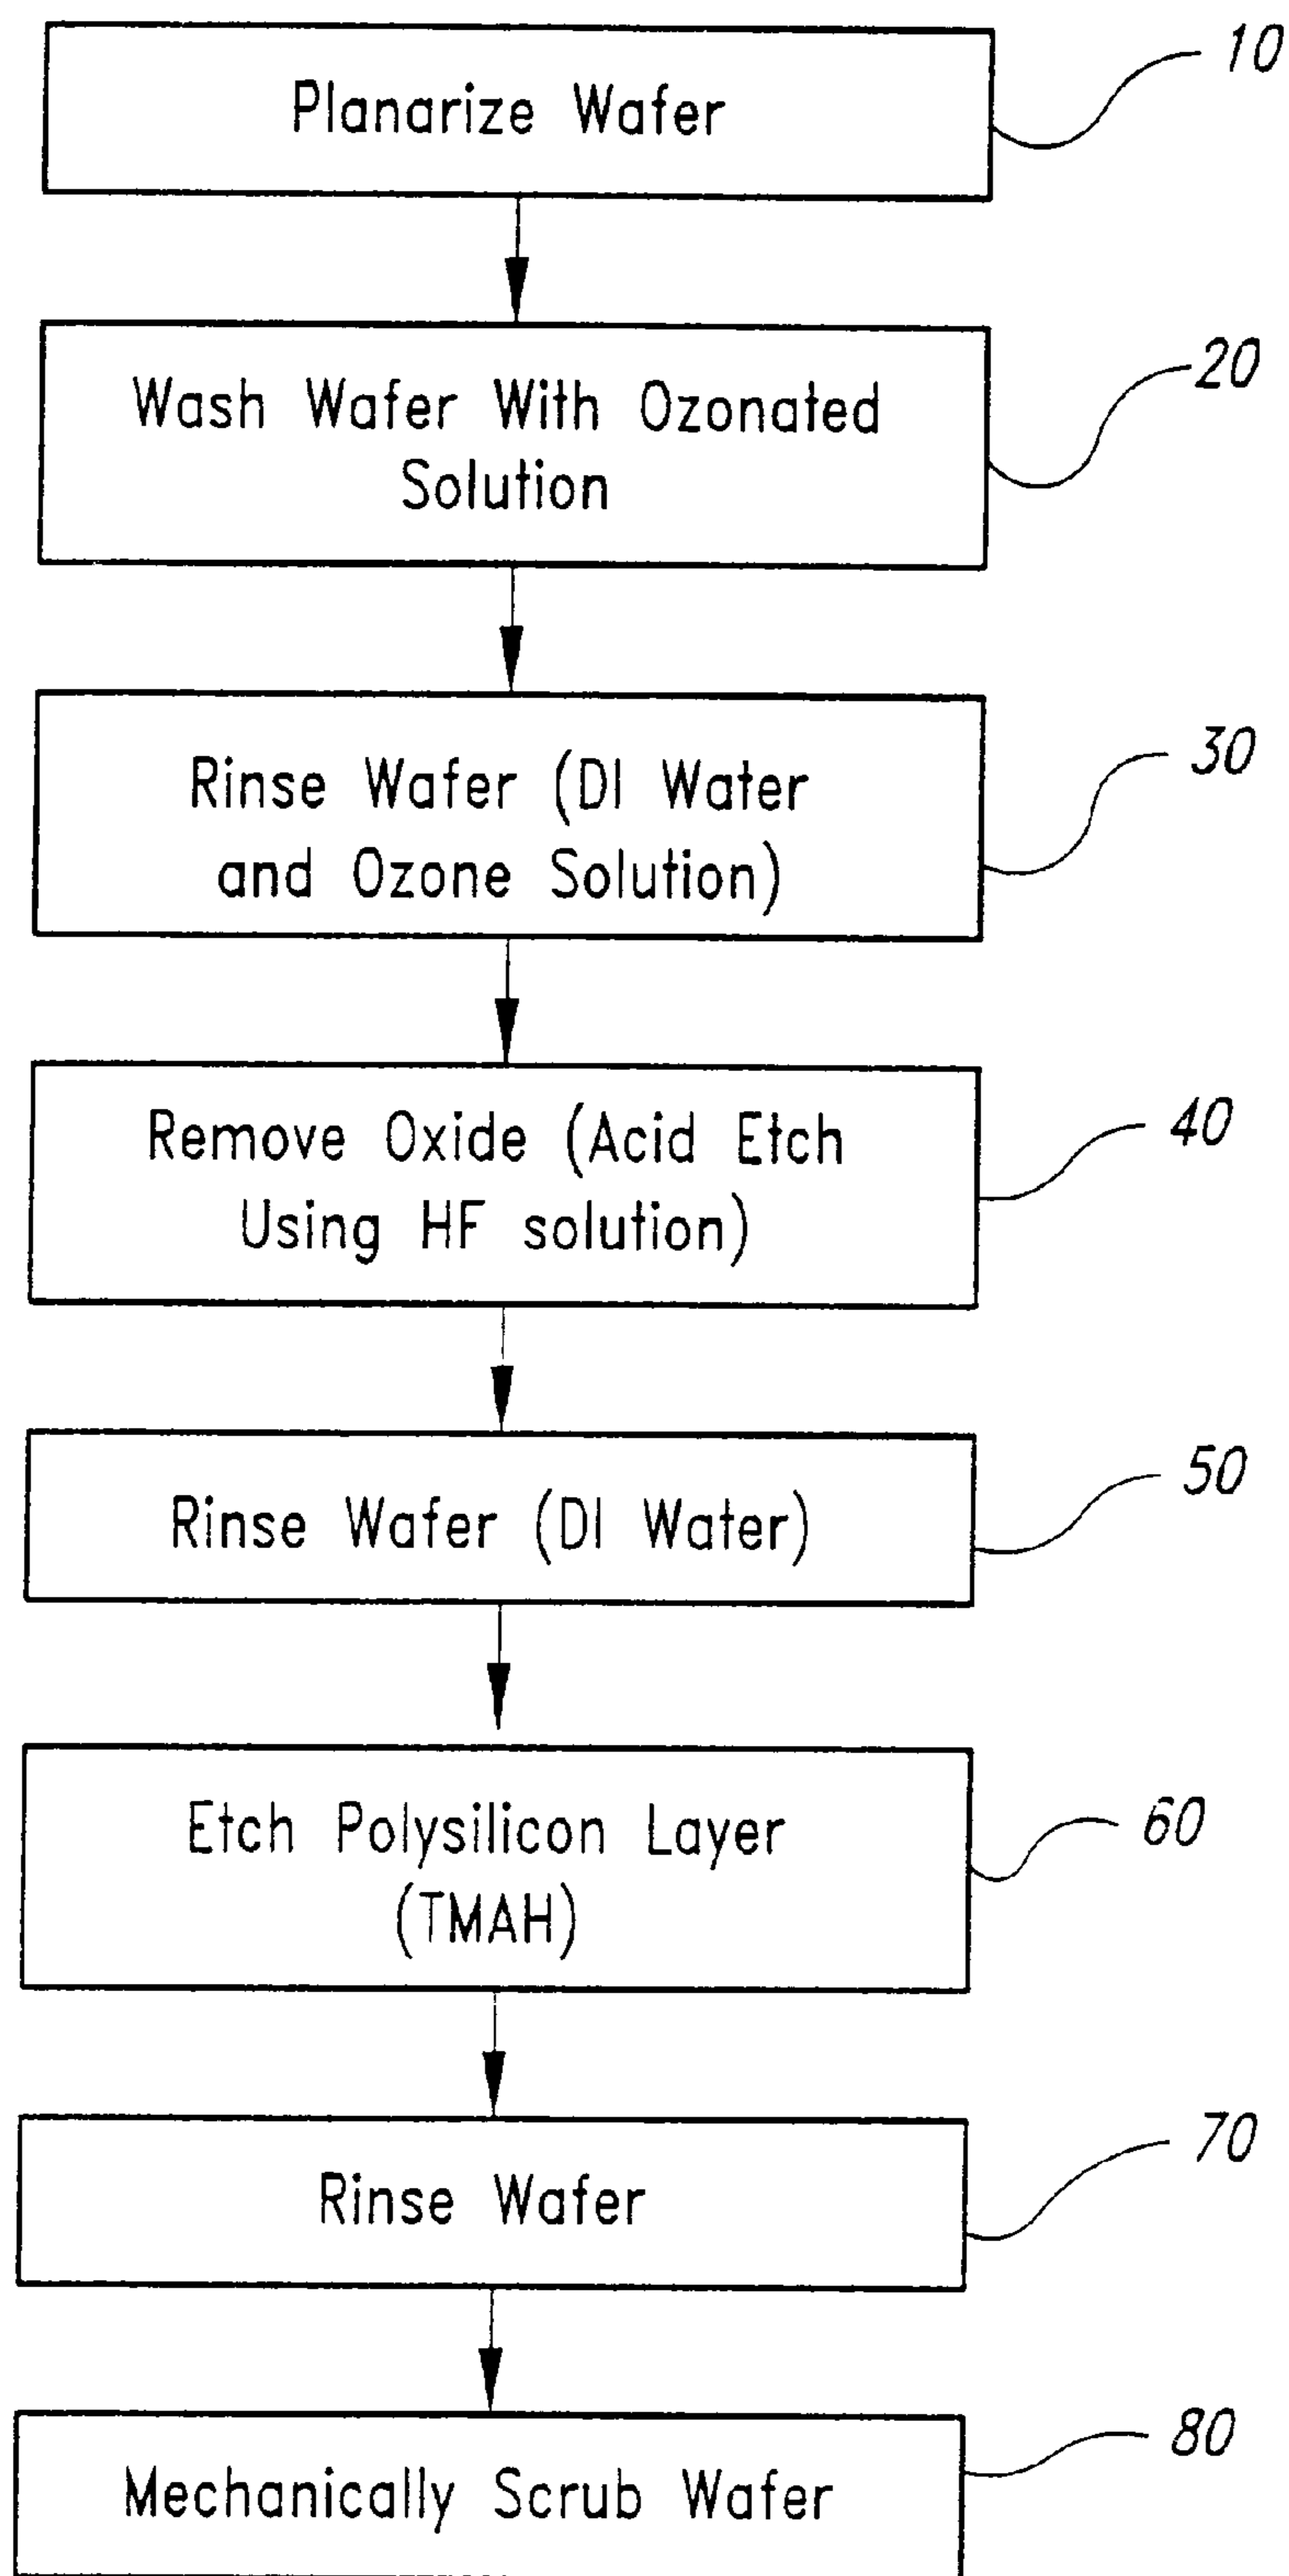 Planarize Wafer
10
Wash Wafer With Ozonated
Solution
20
Rinse Wafer (DI Water
and Ozone Solution)
30
Remove Oxide (Acid Etch
Using HF solution)
40
Rinse Wafer (DI Water)
50
Etch Polysilicon Layer
(TMAH)
60
Rinse Wafer
70
Mechanically Scrub Wafer
80